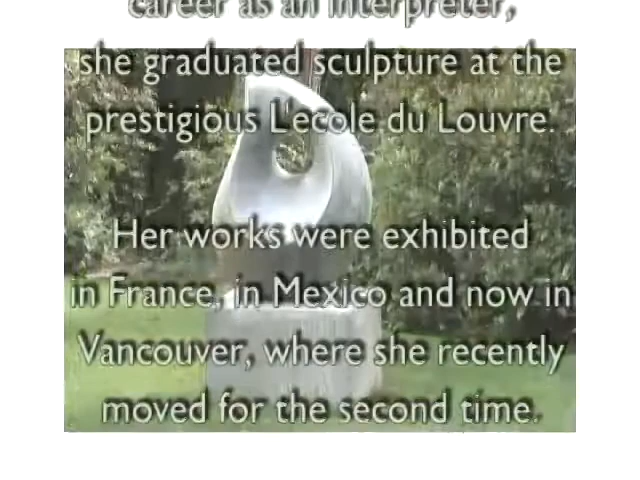 career as an interpreter,
she graduated sculpture at the
prestigious L'ecole du Louvre.
Her works were exhibited
in France, in Mexico and now in
Vancouver, where she recently
moved for the second time.